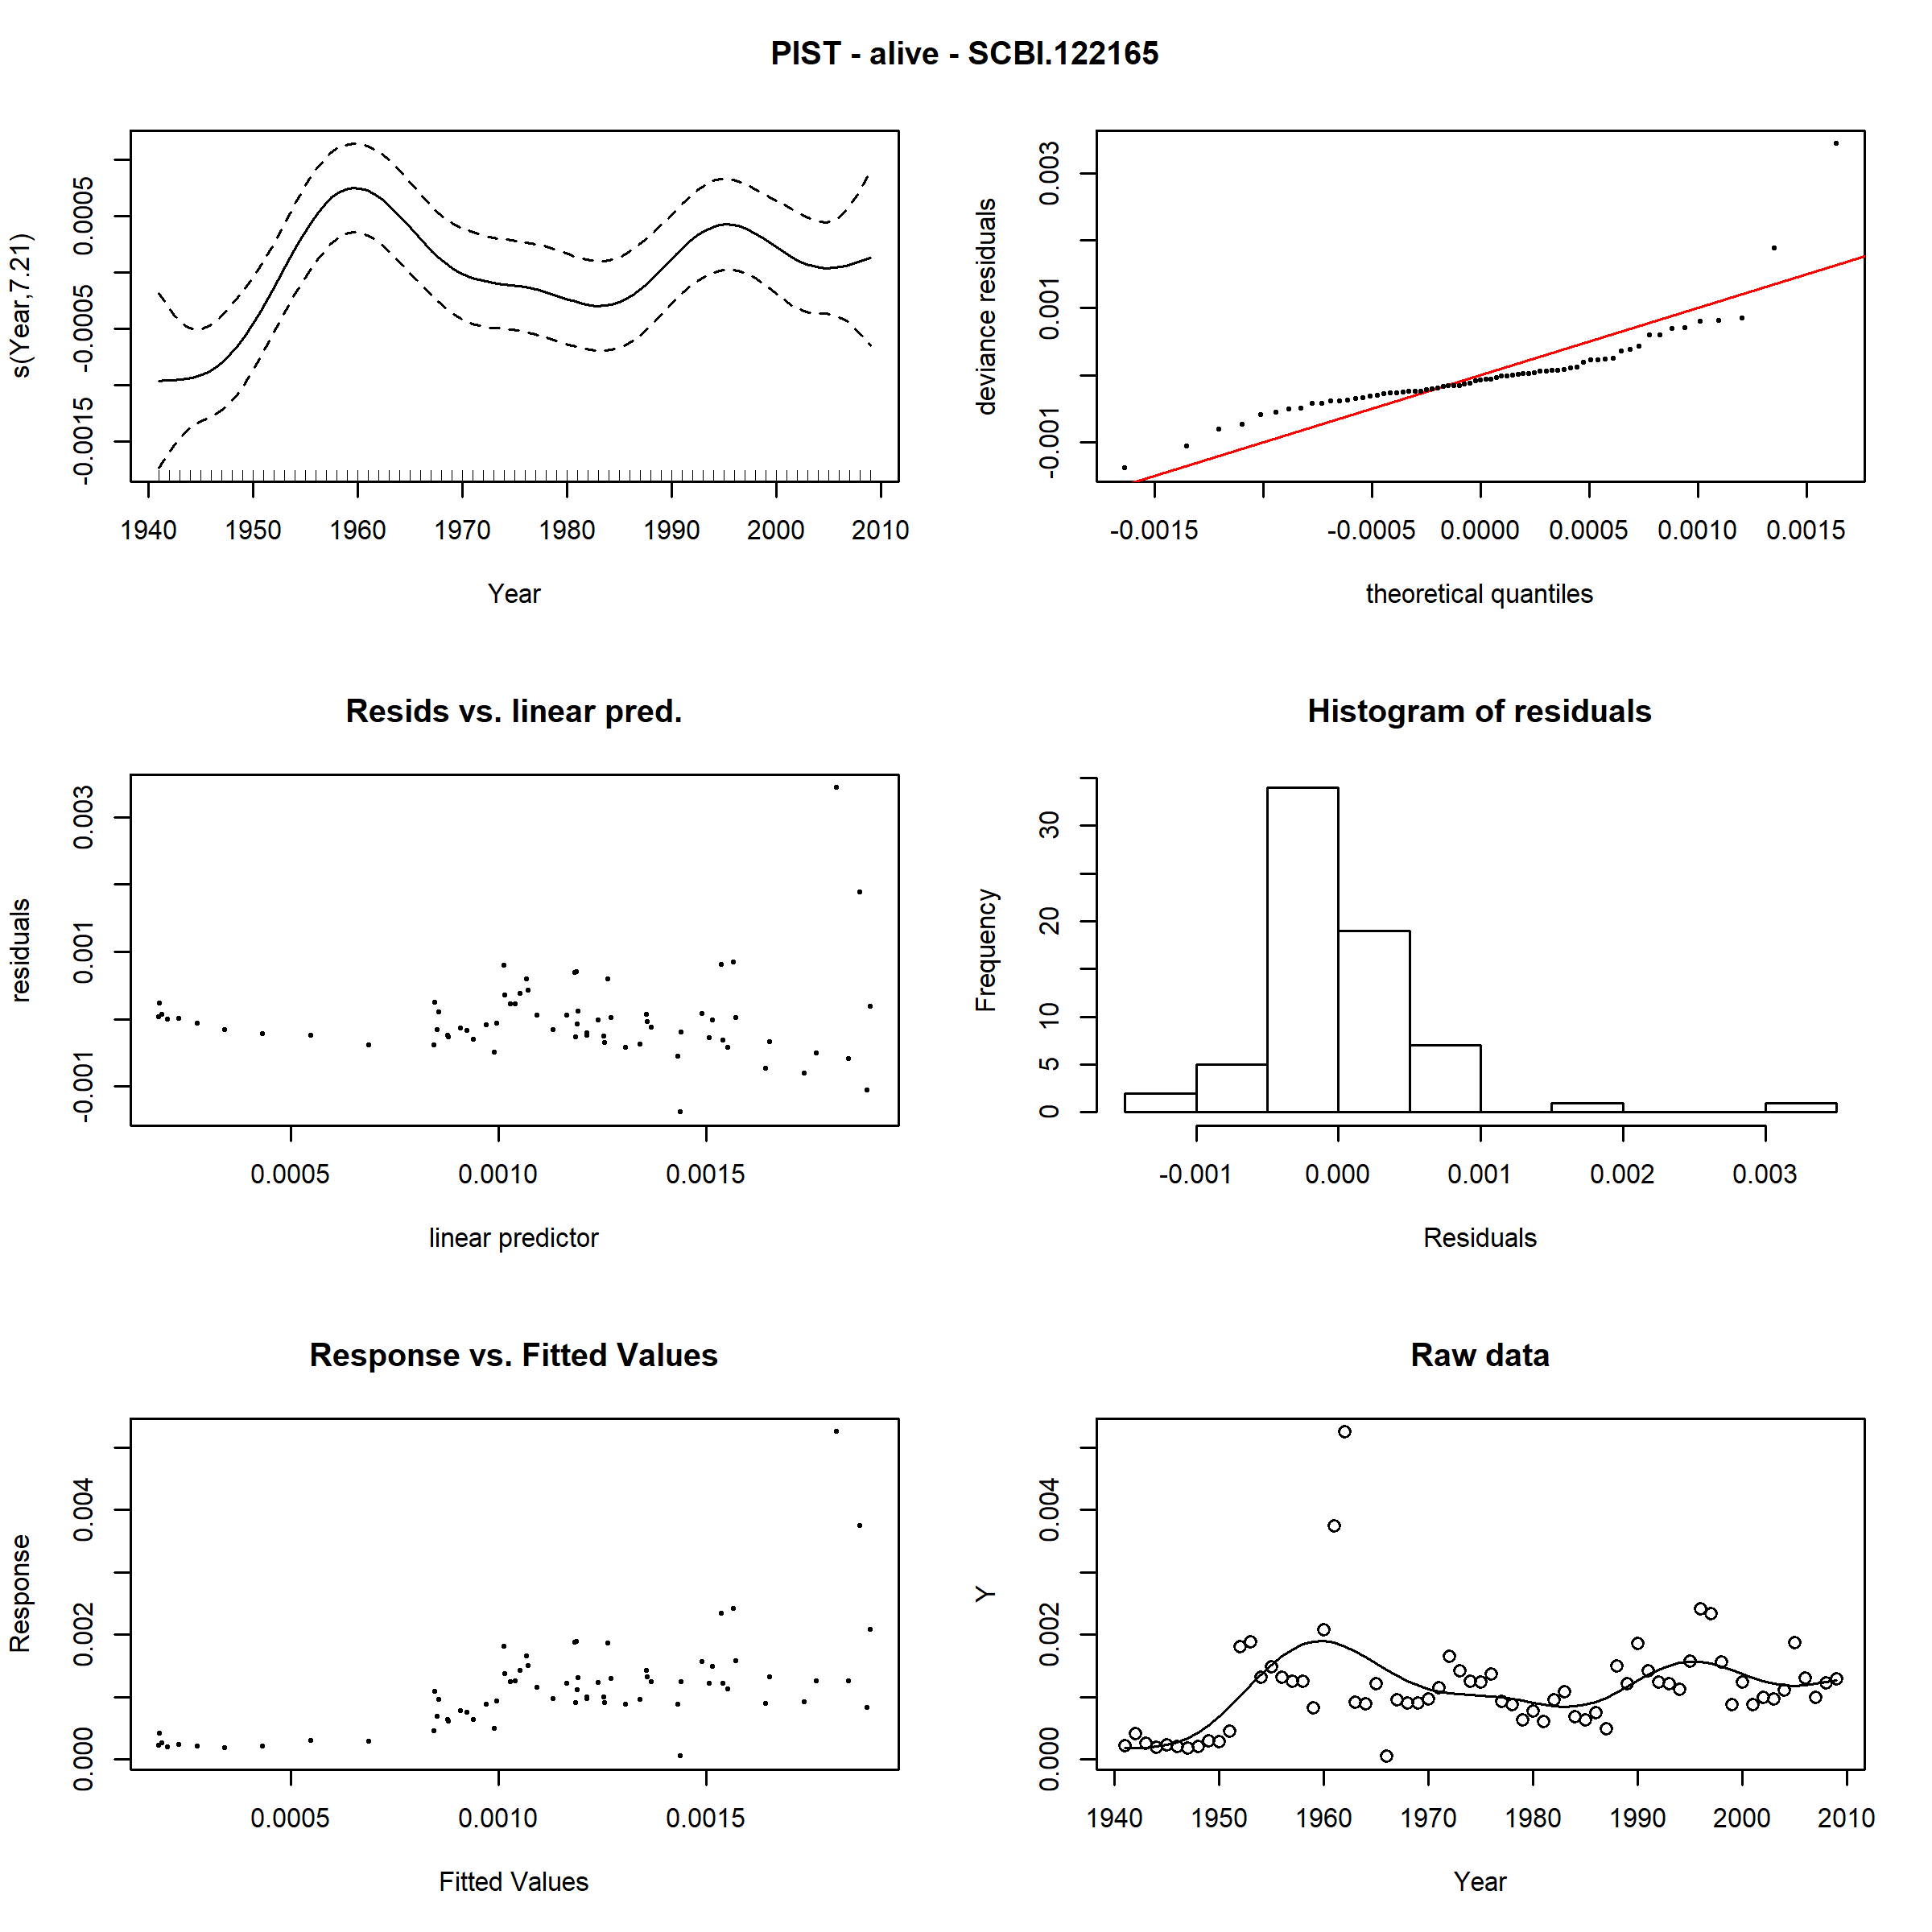 PIST - alive - SCBI.122165
s(Year,7.21)
0.0005
-0.0005
-0.0015
1940 1950 1960 1970 1980 1990 2000 2010
Year
deviance residuals
0.003
0.001
-0.001
-0.0015 -0.0005 0.0000 0.0005 0.0010 0.0015
theoretical quantiles
Resids vs. linear pred.
residuals
0.003
0.001
-0.001
0.0005 0.0010 0.0015
linear predictor
Histogram of residuals
Frequency
30
20
10
5
0
-0.001 0.000 0.001 0.002 0.003
Residuals
Response vs. Fitted Values
Response
0.004
0.002
0.000
0.0005 0.0010 0.0015
Fitted Values
Raw data
Y
0.004
0.002
0.000
1940 1950 1960 1970 1980 1990 2000 2010
Year